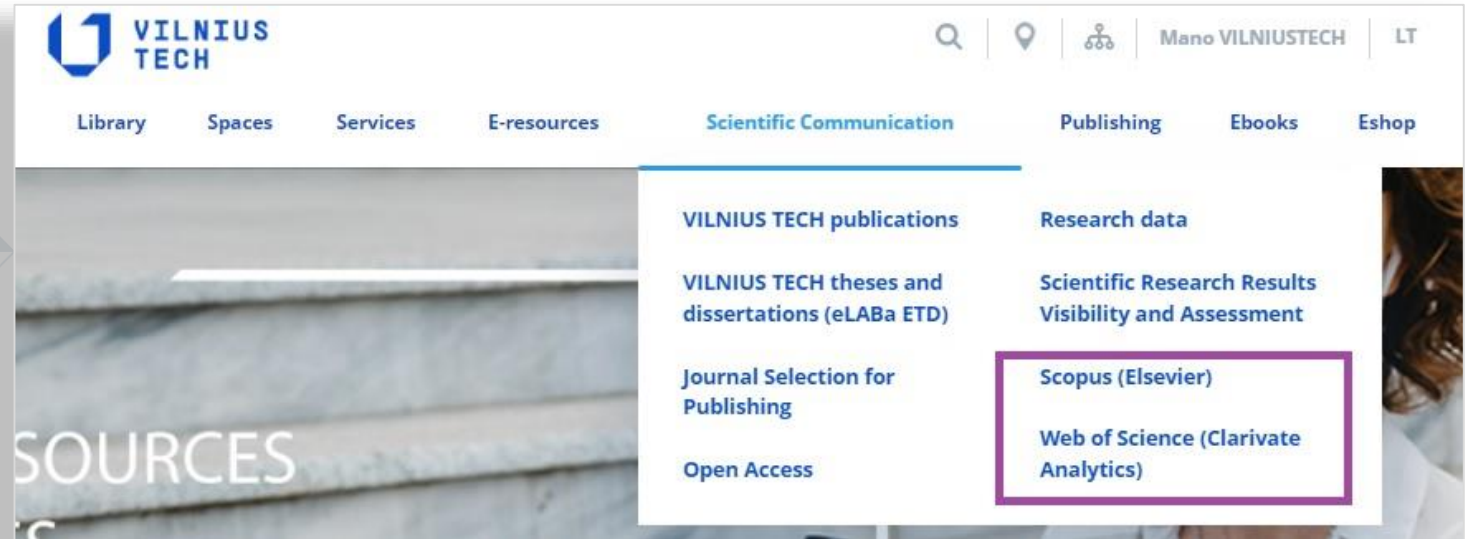 VILNIUS
TECH
Mano VILNIUSTECH LT
Library Spaces Services E-resources Scientific Communication Publishing Ebooks Eshop
VILNIUS TECH publications
VILNIUS TECH theses and
dissertations (eLABa ETD)
Journal Selection for
Publishing
Open Access
Research data
Scientific Research Results
Visibility and Assessment
Scopus (Elsevier)
Web of Science (Clarivate
Analytics)
SOURCES